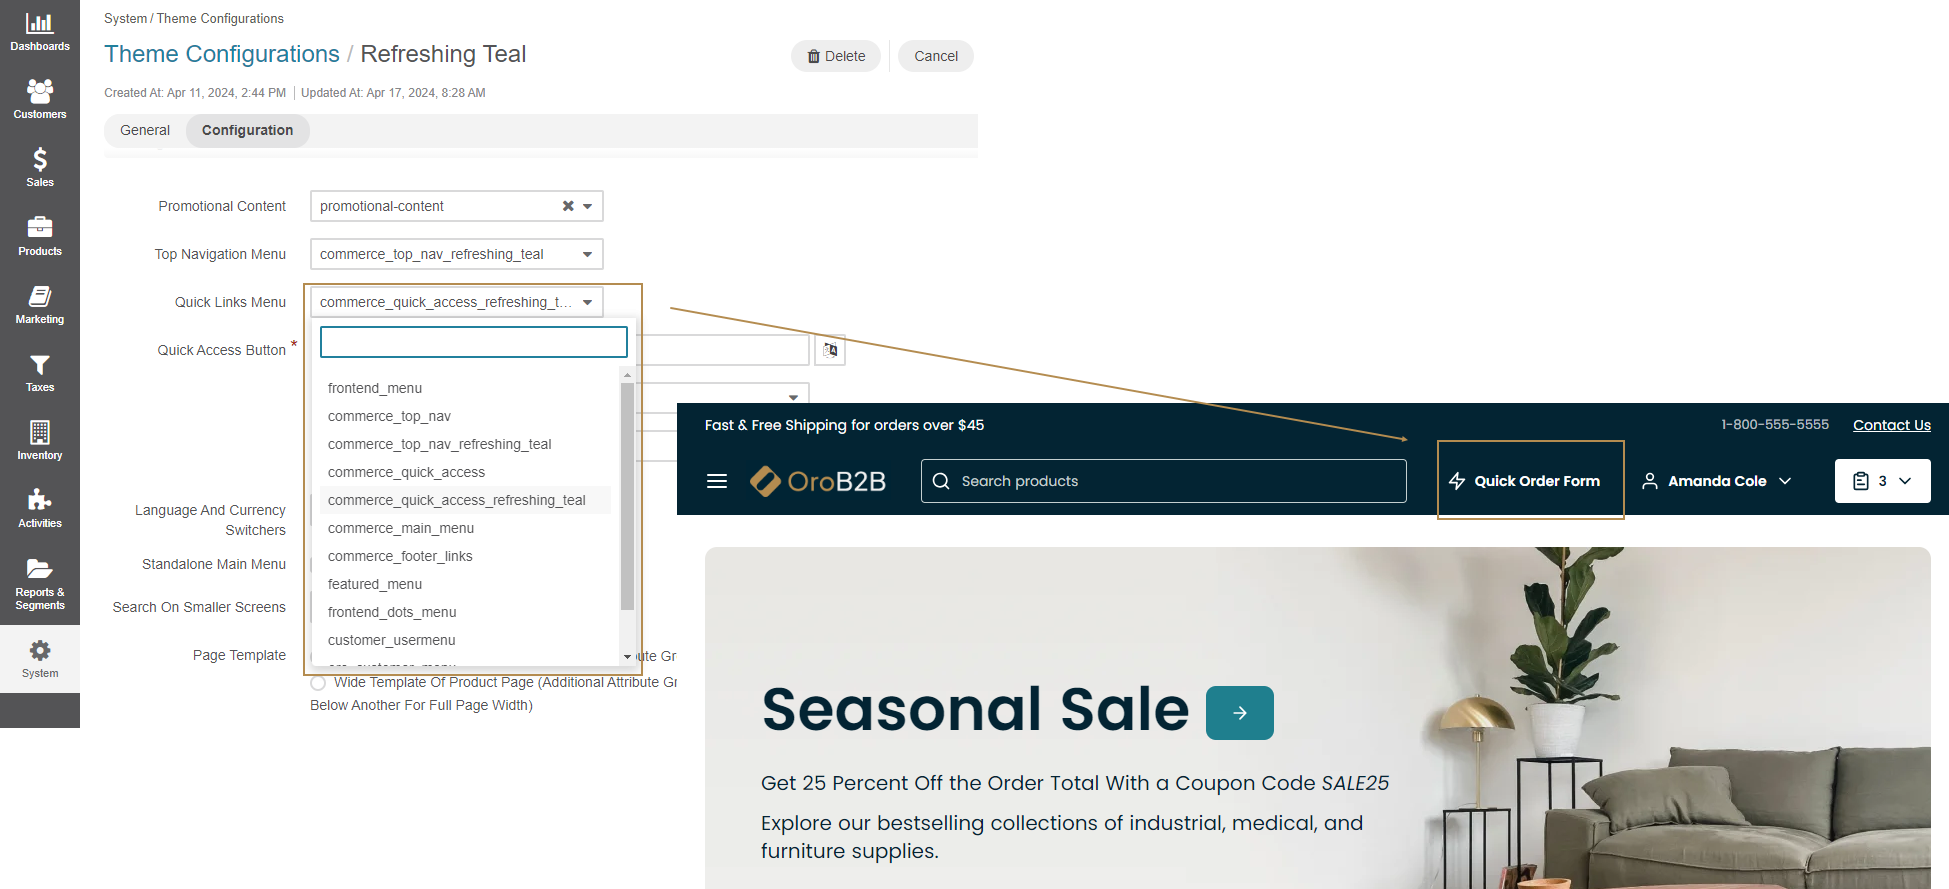 Dashboards
Customers
Sales
Products
Marketing
Taxes
Inventory
Activities
Reports &
Segments
System
System / Theme Configurations
Theme Configurations / Refreshing Teal
Delete
Cancel
Created At: Apr 11, 2024, 2:44 PM Updated At: Apr 17, 2024, 8:28 AM
General Configuration
Promotional Content promotional-content
Top Navigation Menu commerce_top_nav_refreshing_teal
Quick Links Menu commerce_quick_access_refreshing_t...
Quick Access Button *
frontend_menu
commerce_top_nav
commerce_top_nav_refreshing_teal
commerce_quick_access
commerce_quick_access_refreshing_teal
commerce_main_menu
commerce_footer_links
featured_menu
frontend_dots_menu
customer_usermenu
Language And Currency
Switchers
Standalone Main Menu
Search On Smaller Screens
Page Template
ute Gr
Wide Template Of Product Page (Additional Attribute Gr
Below Another For Full Page Width)
Fast & Free Shipping for orders over $45
1-800-555-5555 Contact Us
OroB2B
Search products
Quick Order Form
Amanda Cole
3
Seasonal Sale
Get 25 Percent Off the Order Total With a Coupon Code SALE25
Explore our bestselling collections of industrial, medical, and
furniture supplies.